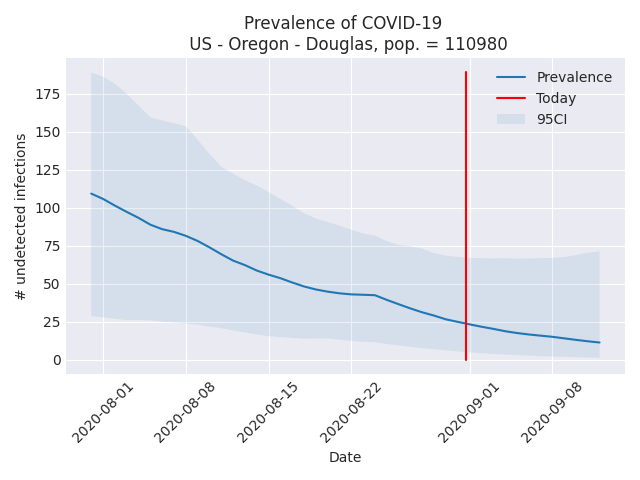 Prevalence of COVID-19
US - Oregon - Douglas, pop. = 110980
Prevalence
Today
95CI
175
150
125
100
75
50
25
0
# undetected infections
2020-08-01
2020-08-08
2020-08-15
2020-08-22
2020-09-01
2020-09-08
Date